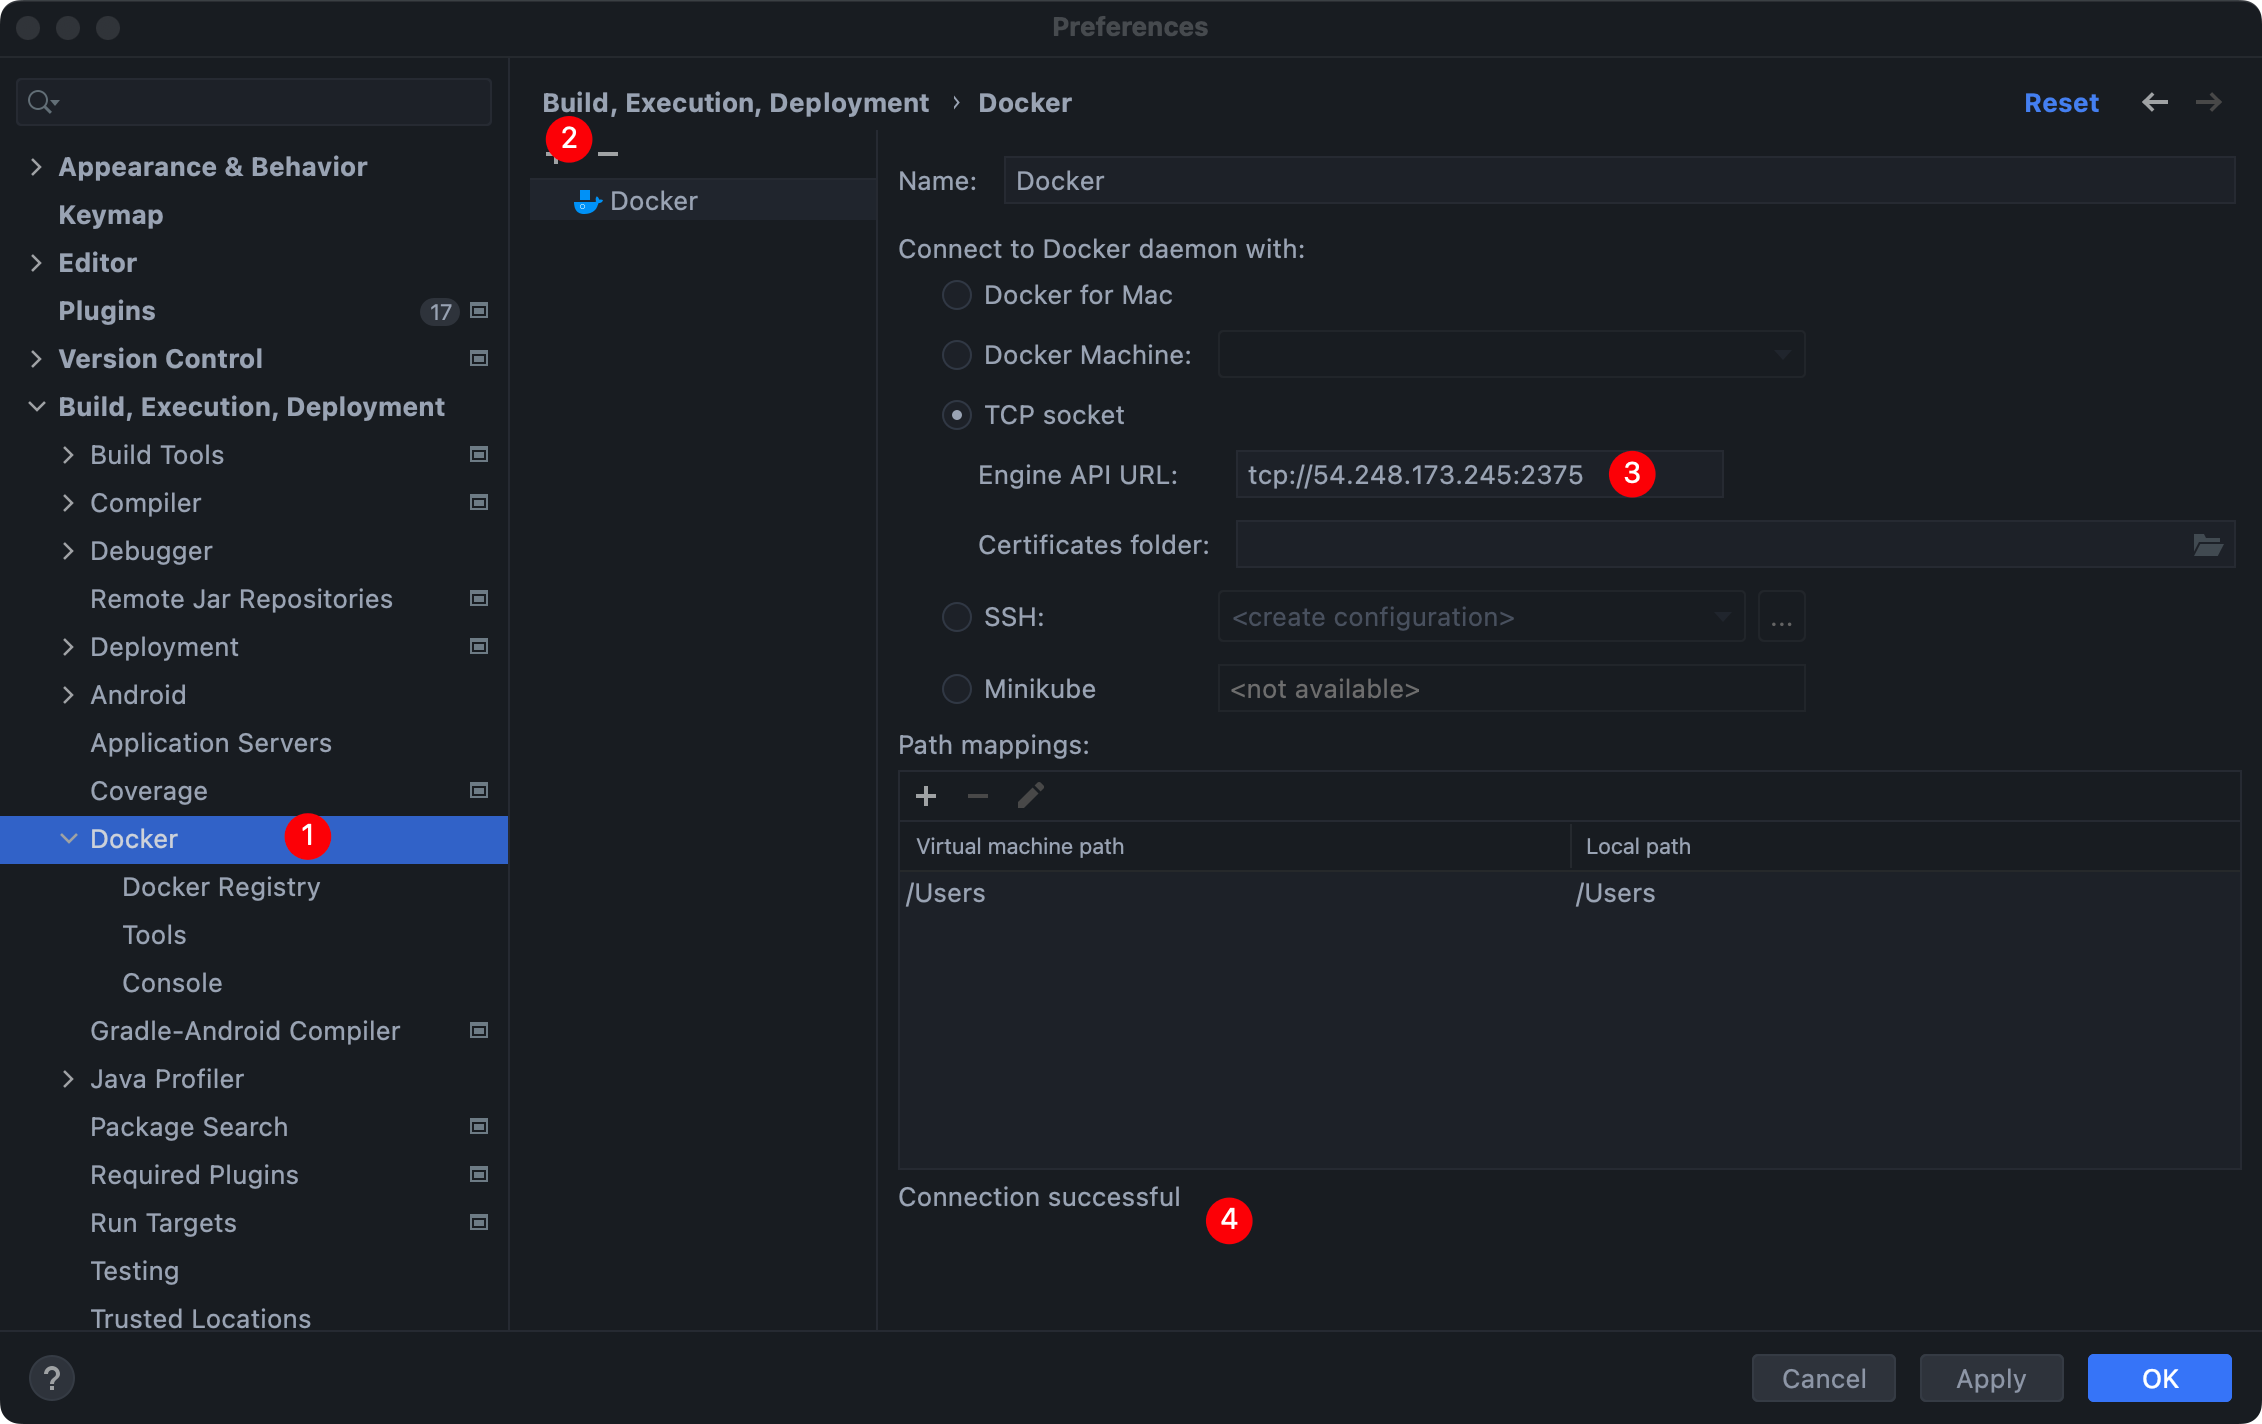 Preferences
Build, Execution, Deployment › Docker
Reset
Appearance & Behavior
Keymap
Editor
Plugins 17
Version Control
Build, Execution, Deployment
Build Tools
Compiler
Debugger
Remote Jar Repositories
Deployment
Android
Application Servers
Coverage
Docker 1
Docker Registry
Tools
Console
Gradle-Android Compiler
Java Profiler
Package Search
Required Plugins
Run Targets
Testing
Trusted Locations
2
Docker
Name: Docker
Connect to Docker daemon with:
Docker for Mac
Docker Machine:
TCP socket
Engine API URL: tcp://54.248.173.245:2375 3
Certificates folder:
SSH: <create configuration> ...
Minikube <not available>
Path mappings:
Virtual machine path Local path
/Users /Users
Connection successful 4
? Cancel Apply OK